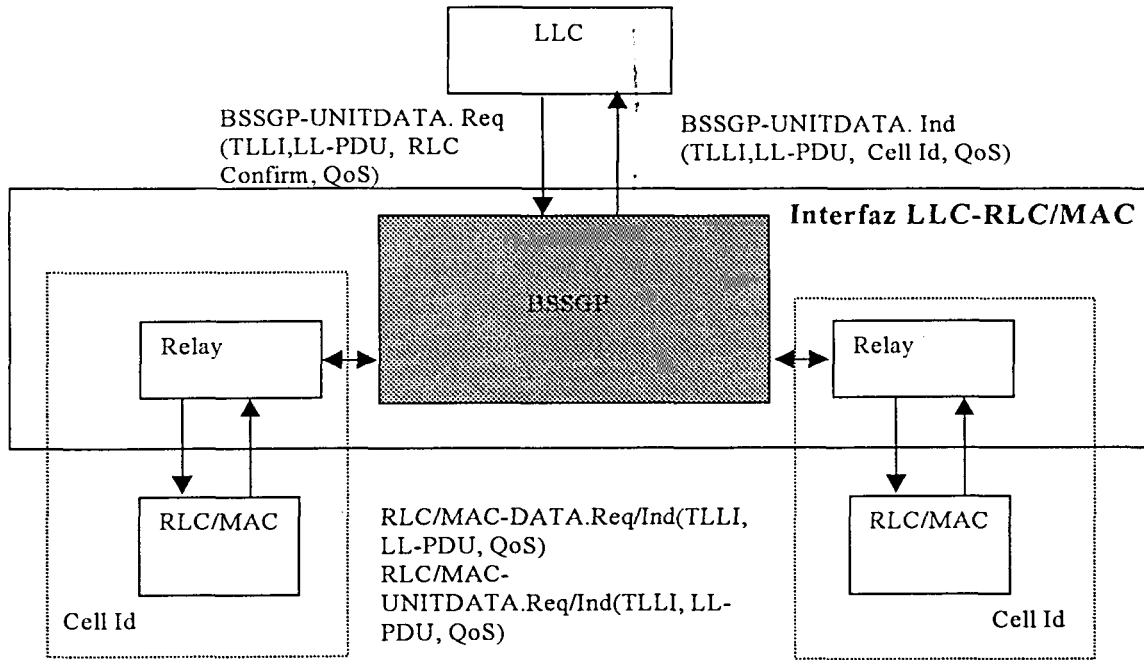 LLC
BSSGP-UNITDATA. Req
(TLLI,LL-PDU, RLC
Confirm, QoS)
BSSGP-UNITDATA. Ind
(TLLI,LL-PDU, Cell Id, QoS)
Interfaz LLC-RLC/MAC
BSSGP
Relay
Relay
RLC/MAC
RLC/MAC
RLC/MAC-DATA.Req/Ind(TLLI,
LL-PDU, QoS)
RLC/MAC-
UNITDATA.Req/Ind(TLLI, LL-
PDU, QoS)
Cell Id
Cell Id